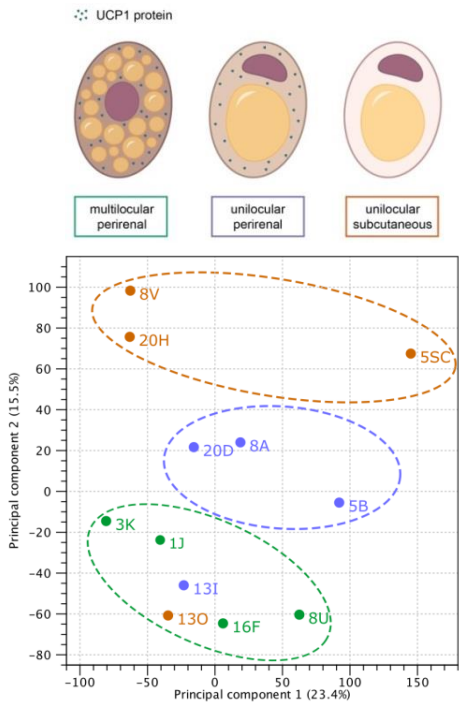 UCP1 protein
multilocular
perirenal
unilocular
perirenal
unilocular
subcutaneous
Principal component 2 (15.5%)
100
80
60
40
20
0
-20
-40
-60
-80
8V
20H
5SC
20D
8A
5B
3K
1J
13I
13O
16F
8U
-100
-50
0
50
100
150
Principal component 1 (23.4%)